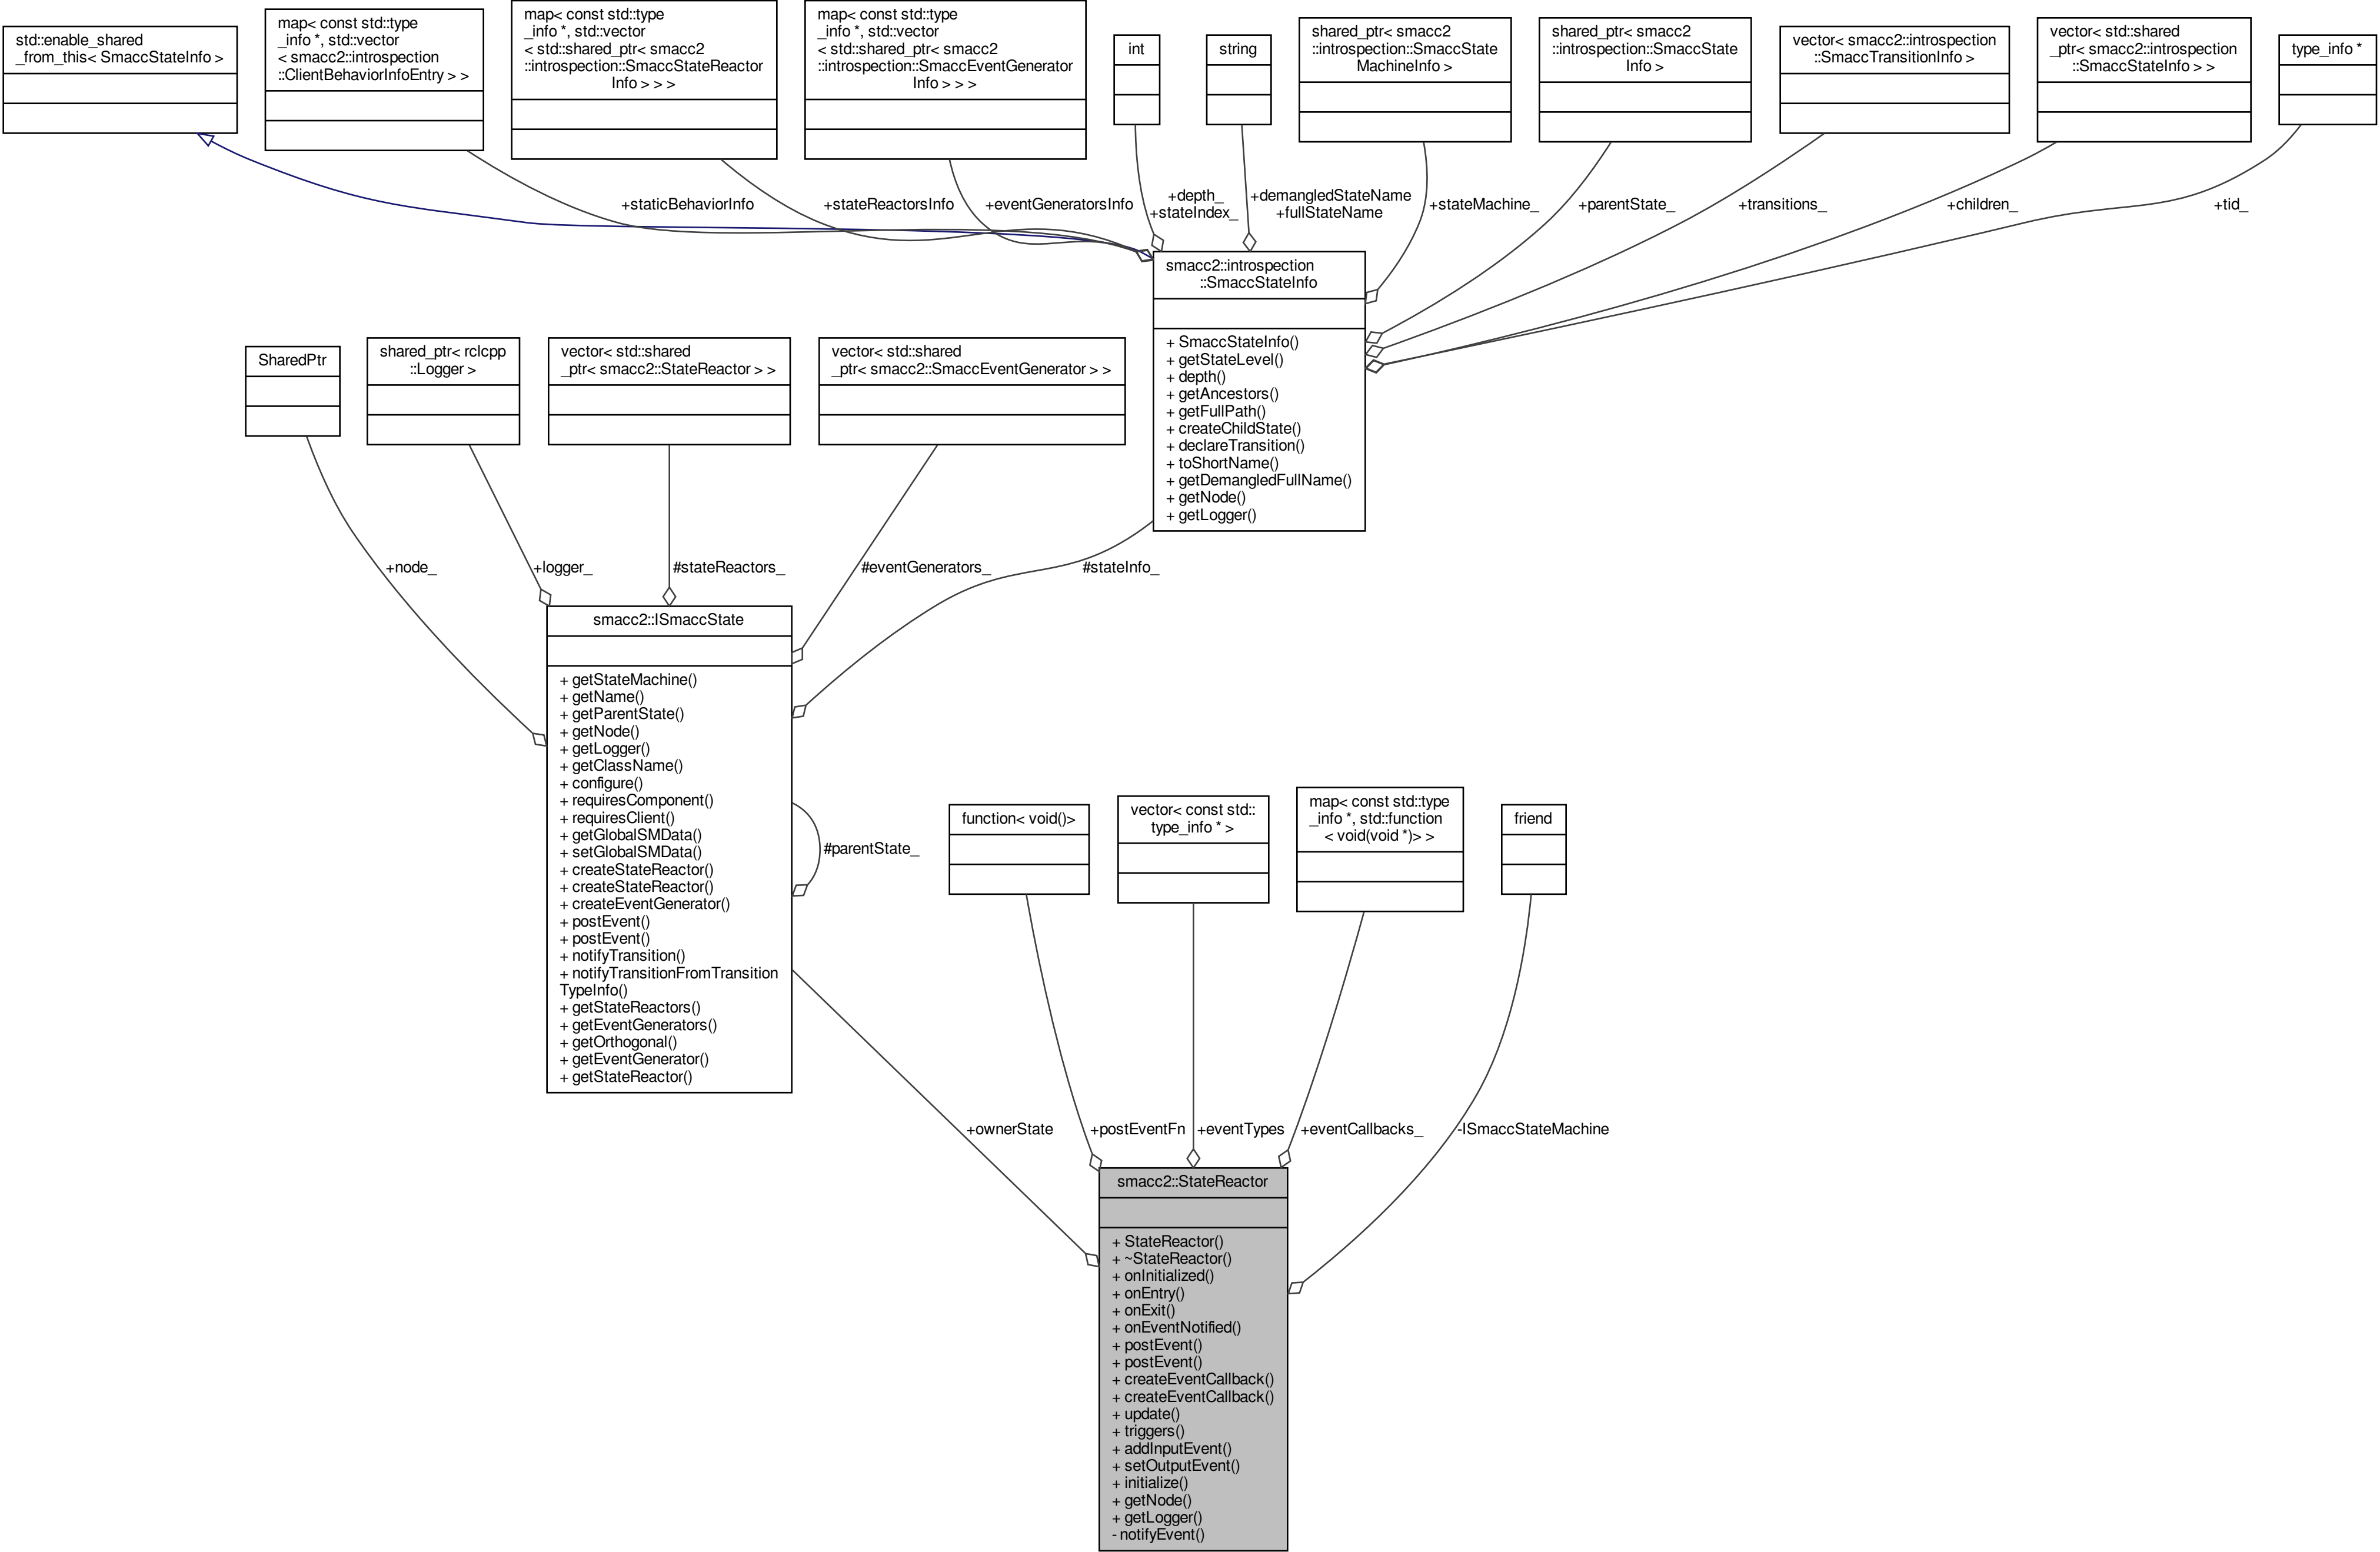 std::enable_shared
_from_this< SmaccStateInfo >
map< const std::type
_info *, std::vector
< smacc2::introspection
::ClientBehaviorInfoEntry > >
map< const std::type
_info *, std::vector
< std::shared_ptr< smacc2
::introspection::SmaccStateReactor
Info > > >
map< const std::type
_info *, std::vector
< std::shared_ptr< smacc2
::introspection::SmaccEventGenerator
Info > > >
int
string
shared_ptr< smacc2
::introspection::SmaccState
MachineInfo >
shared_ptr< smacc2
::introspection::SmaccState
Info >
vector< smacc2::introspection
::SmaccTransitionInfo >
vector< std::shared
_ptr< smacc2::introspection
::SmaccStateInfo > >
type_info *
+staticBehaviorInfo
+stateReactorsInfo
+eventGeneratorsInfo
+depth_
+stateIndex_
+demangledStateName
+fullStateName
+stateMachine_
+parentState_
+transitions_
+children_
+tid_
smacc2::introspection
::SmaccStateInfo
+ SmaccStateInfo()
+ getStateLevel()
+ depth()
+ getAncestors()
+ getFullPath()
+ createChildState()
+ declareTransition()
+ toShortName()
+ getDemangledFullName()
+ getNode()
+ getLogger()
SharedPtr
shared_ptr< rclcpp
::Logger >
vector< std::shared
_ptr< smacc2::StateReactor > >
vector< std::shared
_ptr< smacc2::SmaccEventGenerator > >
+node_
+logger_
#stateReactors_
#eventGenerators_
#stateInfo_
smacc2::ISmaccState
+ getStateMachine()
+ getName()
+ getParentState()
+ getNode()
+ getLogger()
+ getClassName()
+ configure()
+ requiresComponent()
+ requiresClient()
+ getGlobalSMData()
+ setGlobalSMData()
+ createStateReactor()
+ createStateReactor()
+ createEventGenerator()
+ postEvent()
+ postEvent()
+ notifyTransition()
+ notifyTransitionFromTransition
TypeInfo()
+ getStateReactors()
+ getEventGenerators()
+ getOrthogonal()
+ getEventGenerator()
+ getStateReactor()
#parentState_
function< void()>
vector< const std::
type_info * >
map< const std::type
_info *, std::function
< void(void *)> >
friend
+ownerState
+postEventFn
+eventTypes
+eventCallbacks_
-ISmaccStateMachine
smacc2::StateReactor
+ StateReactor()
+ ~StateReactor()
+ onInitialized()
+ onEntry()
+ onExit()
+ onEventNotified()
+ postEvent()
+ postEvent()
+ createEventCallback()
+ createEventCallback()
+ update()
+ triggers()
+ addInputEvent()
+ setOutputEvent()
+ initialize()
+ getNode()
+ getLogger()
- notifyEvent()